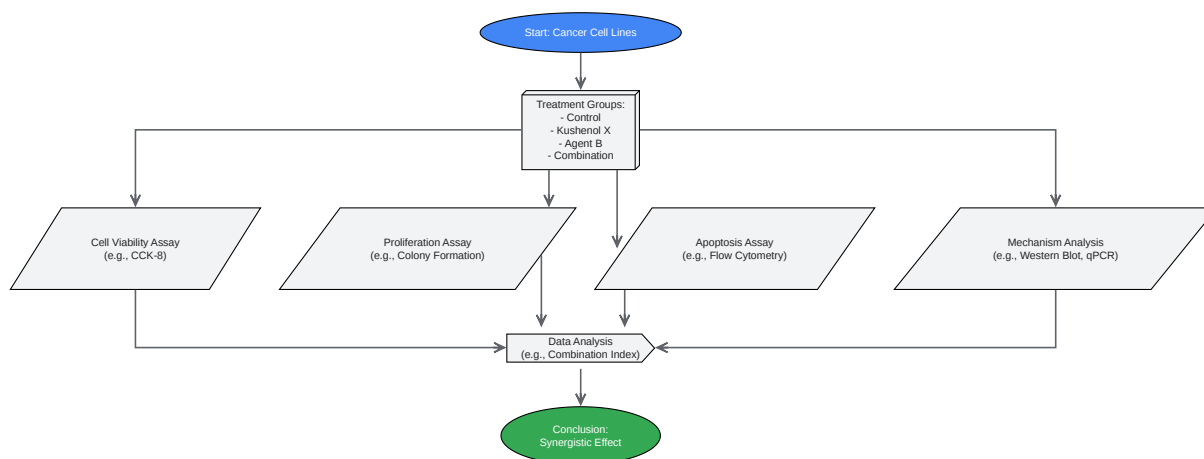 Start: Cancer Cell Lines
Treatment Groups:
- Control
- Kushenol X
- Agent B
- Combination
Cell Viability Assay
(e.g., CCK-8)
Proliferation Assay
(e.g., Colony Formation)
Apoptosis Assay
(e.g., Flow Cytometry)
Mechanism Analysis
(e.g., Western Blot, qPCR)
Data Analysis
(e.g., Combination Index)
Conclusion:
Synergistic Effect